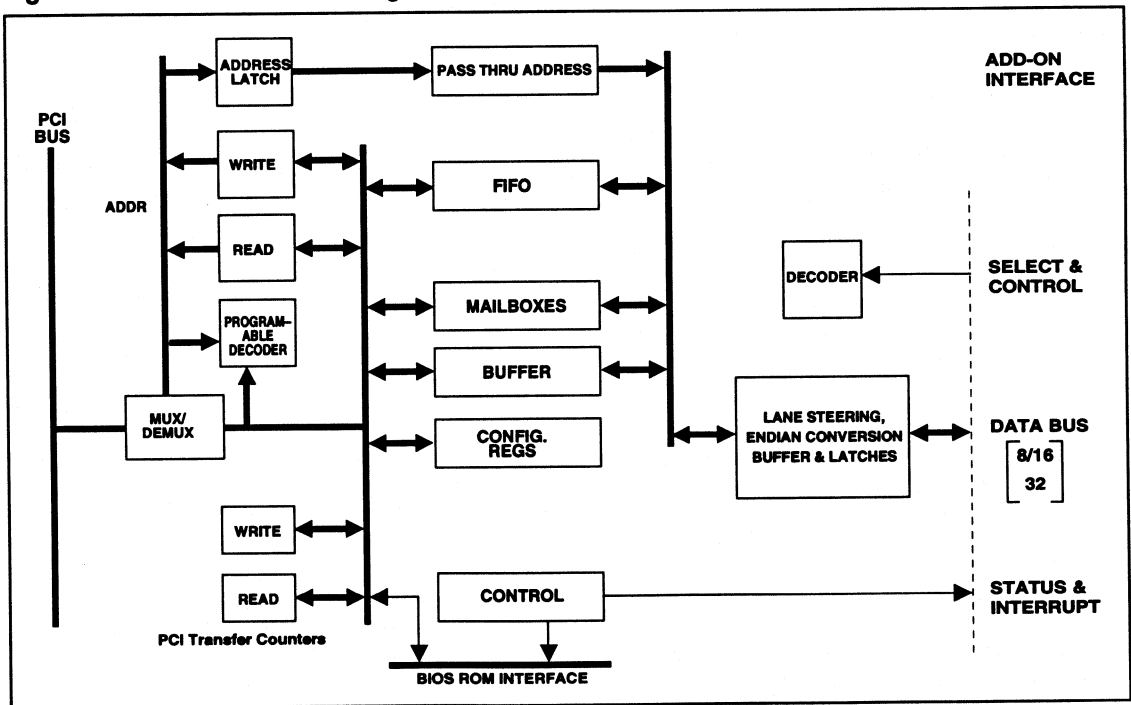 ADDRESS
LATCH
PASS THRU ADDRESS
ADD-ON
INTERFACE
PCI
BUS
WRITE
FIFO
ADDR
READ
DECODER
SELECT &
CONTROL
MAILBOXES
PROGRAM-
ABLE
DECODER
BUFFER
MUX/
DEMUX
CONFIG.
REGS
LANE STEERING,
ENDIAN CONVERSION
BUFFER & LATCHES
DATA BUS
8/16
32
WRITE
READ
CONTROL
STATUS &
INTERRUPT
PCI Transfer Counters
BIOS ROM INTERFACE